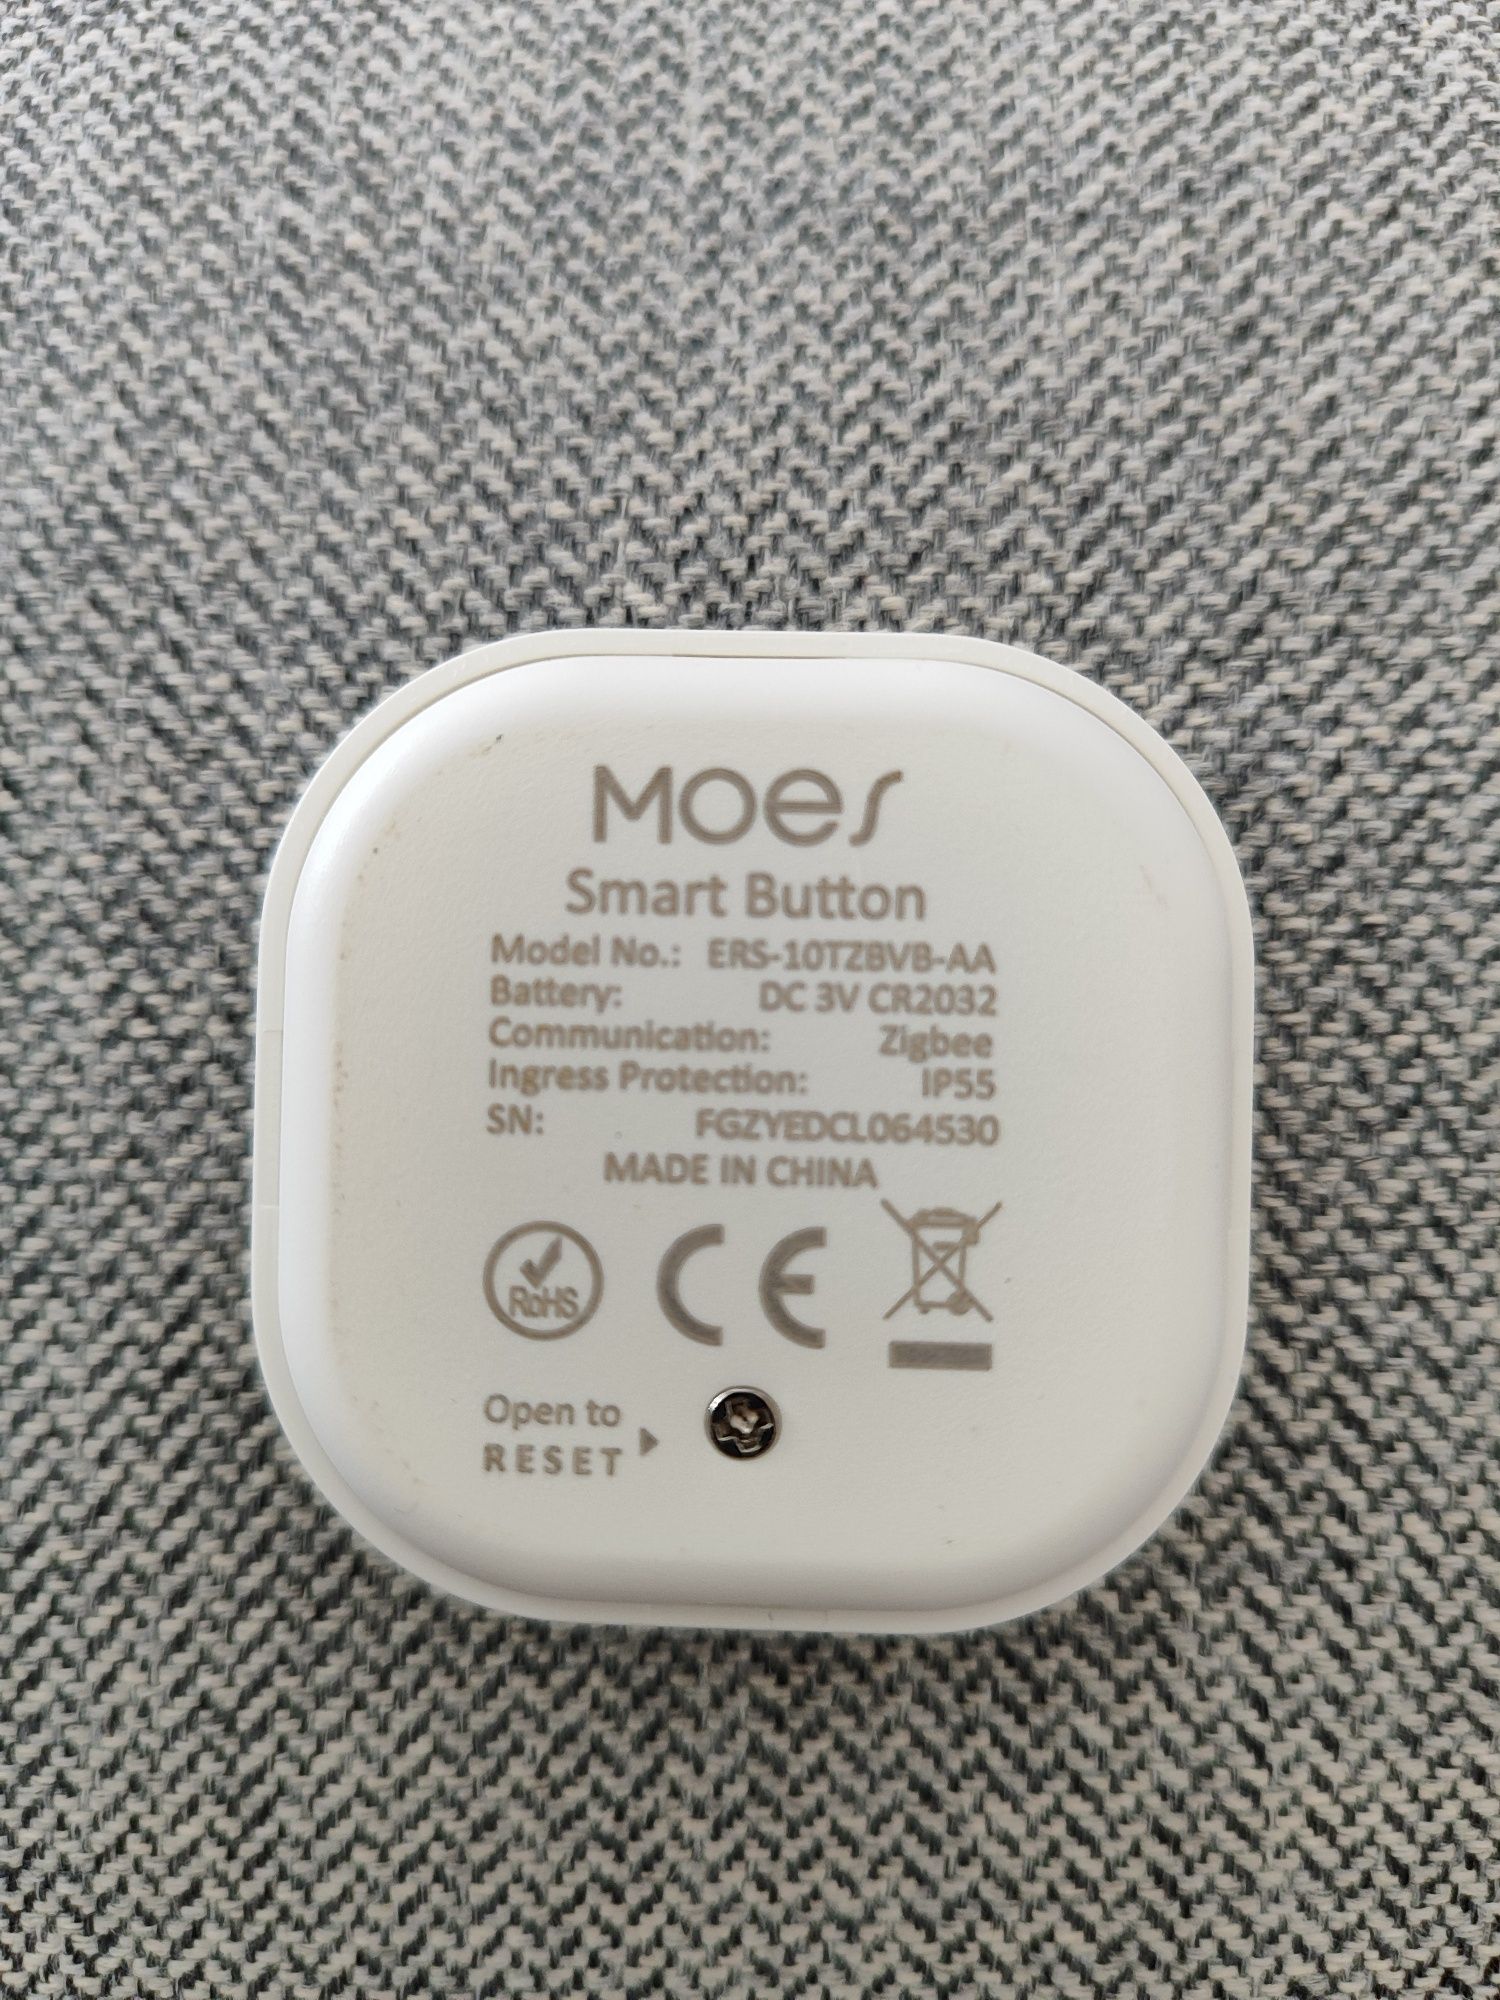 MOES
Smart Button
Model No.: ERS-10TZBVB-AA
Battery: DC 3V CR2032
Communication: Zigbee
Ingress Protection: IP55
SN: FGZYEDCL064530
MADE IN CHINA
RoHS
CE
Open to
RESET